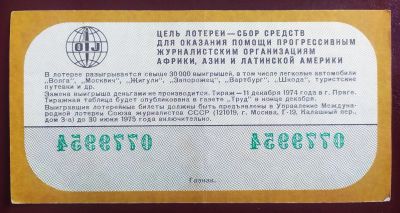 OIJ
ЦЕЛЬ ЛОТЕРЕИ—СБОР СРЕДСТВ
ДЛЯ ОКАЗАНИЯ ПОМОЩИ ПРОГРЕССИВНЫМ
ЖУРНАЛИСТСКИМ ОРГАНИЗАЦИЯМ
АФРИКИ, АЗИИ И ЛАТИНСКОЙ АМЕРИКИ
В лотерее разыгрывается свыше 30 000 выигрышей, в том числе легковые автомобили
„Волга", „Москвич", „Жигули", „Запорожец", „Вартбург", „Шкода", туристские
путевки и др.
Замена выигрыша деньгами не производится. Тираж—11 декабря 1974 года в г. Праге.
Тиражная таблица будет опубликована в газете „Труд" в конце декабря.
Выигравшие лотерейные билеты должны быть предъявлены в Управление Междуна-
родной лотереи Союза журналистов СССР (121019, г. Москва, Г-19, Калашный пер.,
дом 3-а) до 30 июня 1975 года включительно.
0779954 0779954
Гознак.